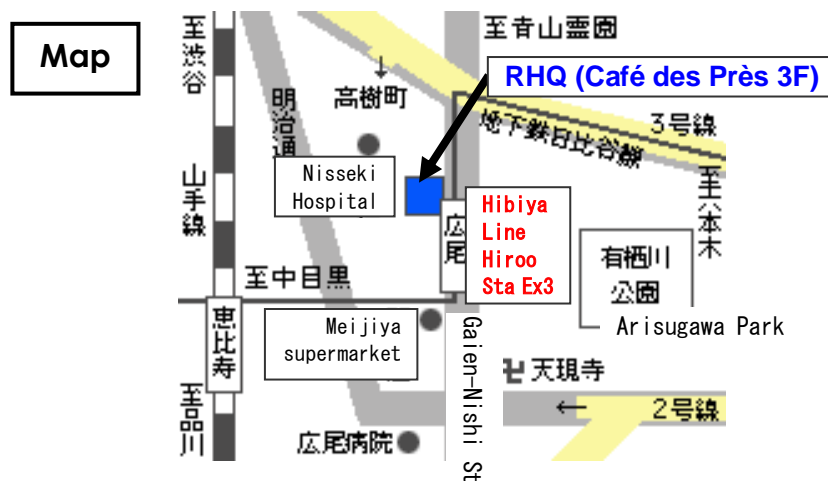 Map
至渋谷
至青山霊園
RHQ (Café des Près 3F)
高樹町
明治通
地下鉄日比谷線
3号線
Nisseki
Hospital
山手線
広尾
Hibiya
Line
Hiroo
Sta Ex3
至六本木
有栖川
公園
至中目黒
Arisugawa Park
恵比寿
Meijiya
supermarket
Gaien-Nishi St
卍天現寺
←
2号線
至品川
広尾病院